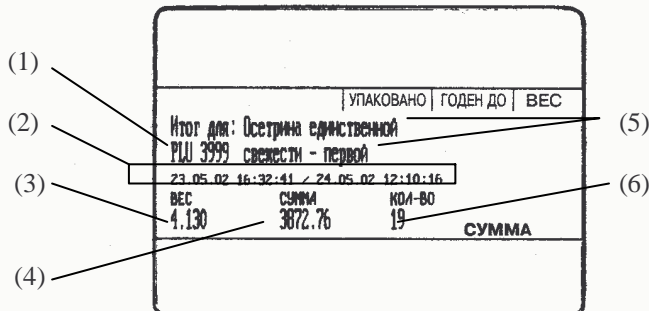 (1)
УПАКОВАНО ГОДЕН ДО ВЕС
(2)
Итог для: Осетрина единственной
(5)
PLU 3999 свежести - первой
23.05.02 16:32:41 / 24.05.02 12:10:16
(3)
ВЕС СУММА КОЛ-ВО
(6)
4.130 3872.76 19
СУММА
(4)